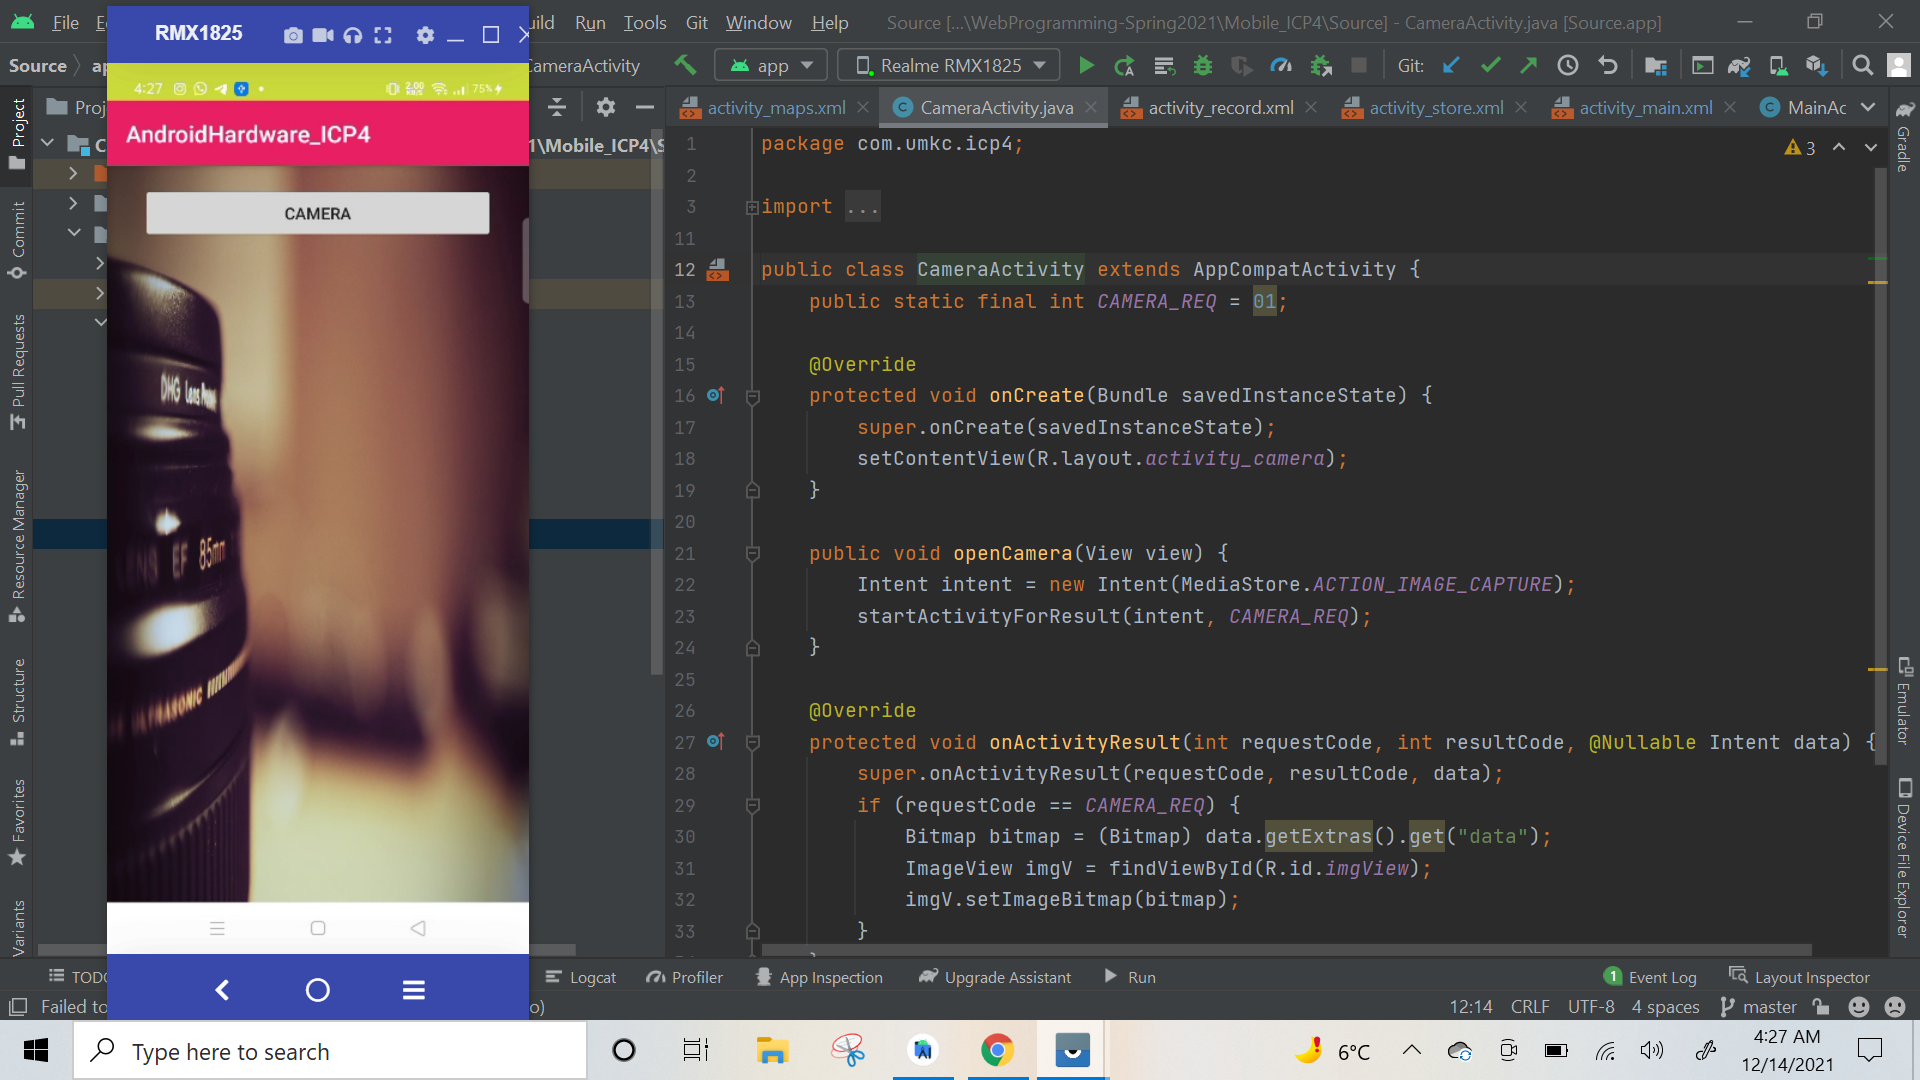 File
Build
Run
Tools
Git
Window
Help
Source [...\WebProgramming-Spring2021\Mobile_ICP4\Source] - CameraActivity.java [Source.app]
RMX1825
Source
CameraActivity
app
Realme RMX1825
Git:
4:27
75%
AndroidHardware_ICP4
CAMERA
DHG Lens
EF 85mm
ULTRASONIC
1\Mobile_ICP4\S
activity_maps.xml
CameraActivity.java
activity_record.xml
activity_store.xml
activity_main.xml
MainAc
3
1 package com.umkc.icp4;
2
3 import ...
11
12 public class CameraActivity extends AppCompatActivity {
13 public static final int CAMERA_REQ = 01;
14
15 @Override
16 protected void onCreate(Bundle savedInstanceState) {
17 super.onCreate(savedInstanceState);
18 setContentView(R.layout.activity_camera);
19 }
20
21 public void openCamera(View view) {
22 Intent intent = new Intent(MediaStore.ACTION_IMAGE_CAPTURE);
23 startActivityForResult(intent, CAMERA_REQ);
24 }
25
26 @Override
27 protected void onActivityResult(int requestCode, int resultCode, @Nullable Intent data) {
28 super.onActivityResult(requestCode, resultCode, data);
29 if (requestCode == CAMERA_REQ) {
30 Bitmap bitmap = (Bitmap) data.getExtras().get("data");
31 ImageView imgV = findViewById(R.id.imgView);
32 imgV.setImageBitmap(bitmap);
33 }
Project
Commit
Pull Requests
Resource Manager
Structure
Favorites
Variants
Gradle
Emulator
Device File Explorer
TODO
Logcat
Profiler
App Inspection
Upgrade Assistant
Run
1 Event Log
Layout Inspector
Failed to
12:14
CRLF
UTF-8
4 spaces
master
Type here to search
6°C
4:27 AM
12/14/2021